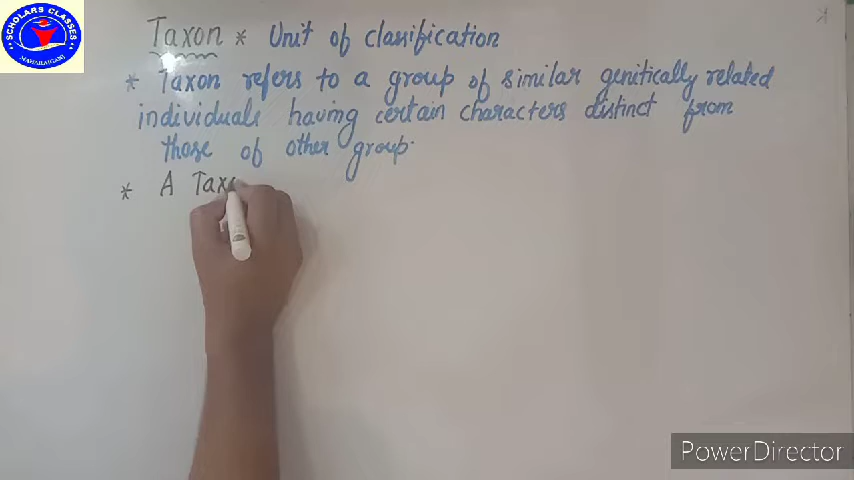 SCHOLARS CLASSES
Taxon * Unit of classification
* Taxon refers to a group of similar genitically related
individuals having certain characters distinct from
those of other group.
* A Taxo
PowerDirector